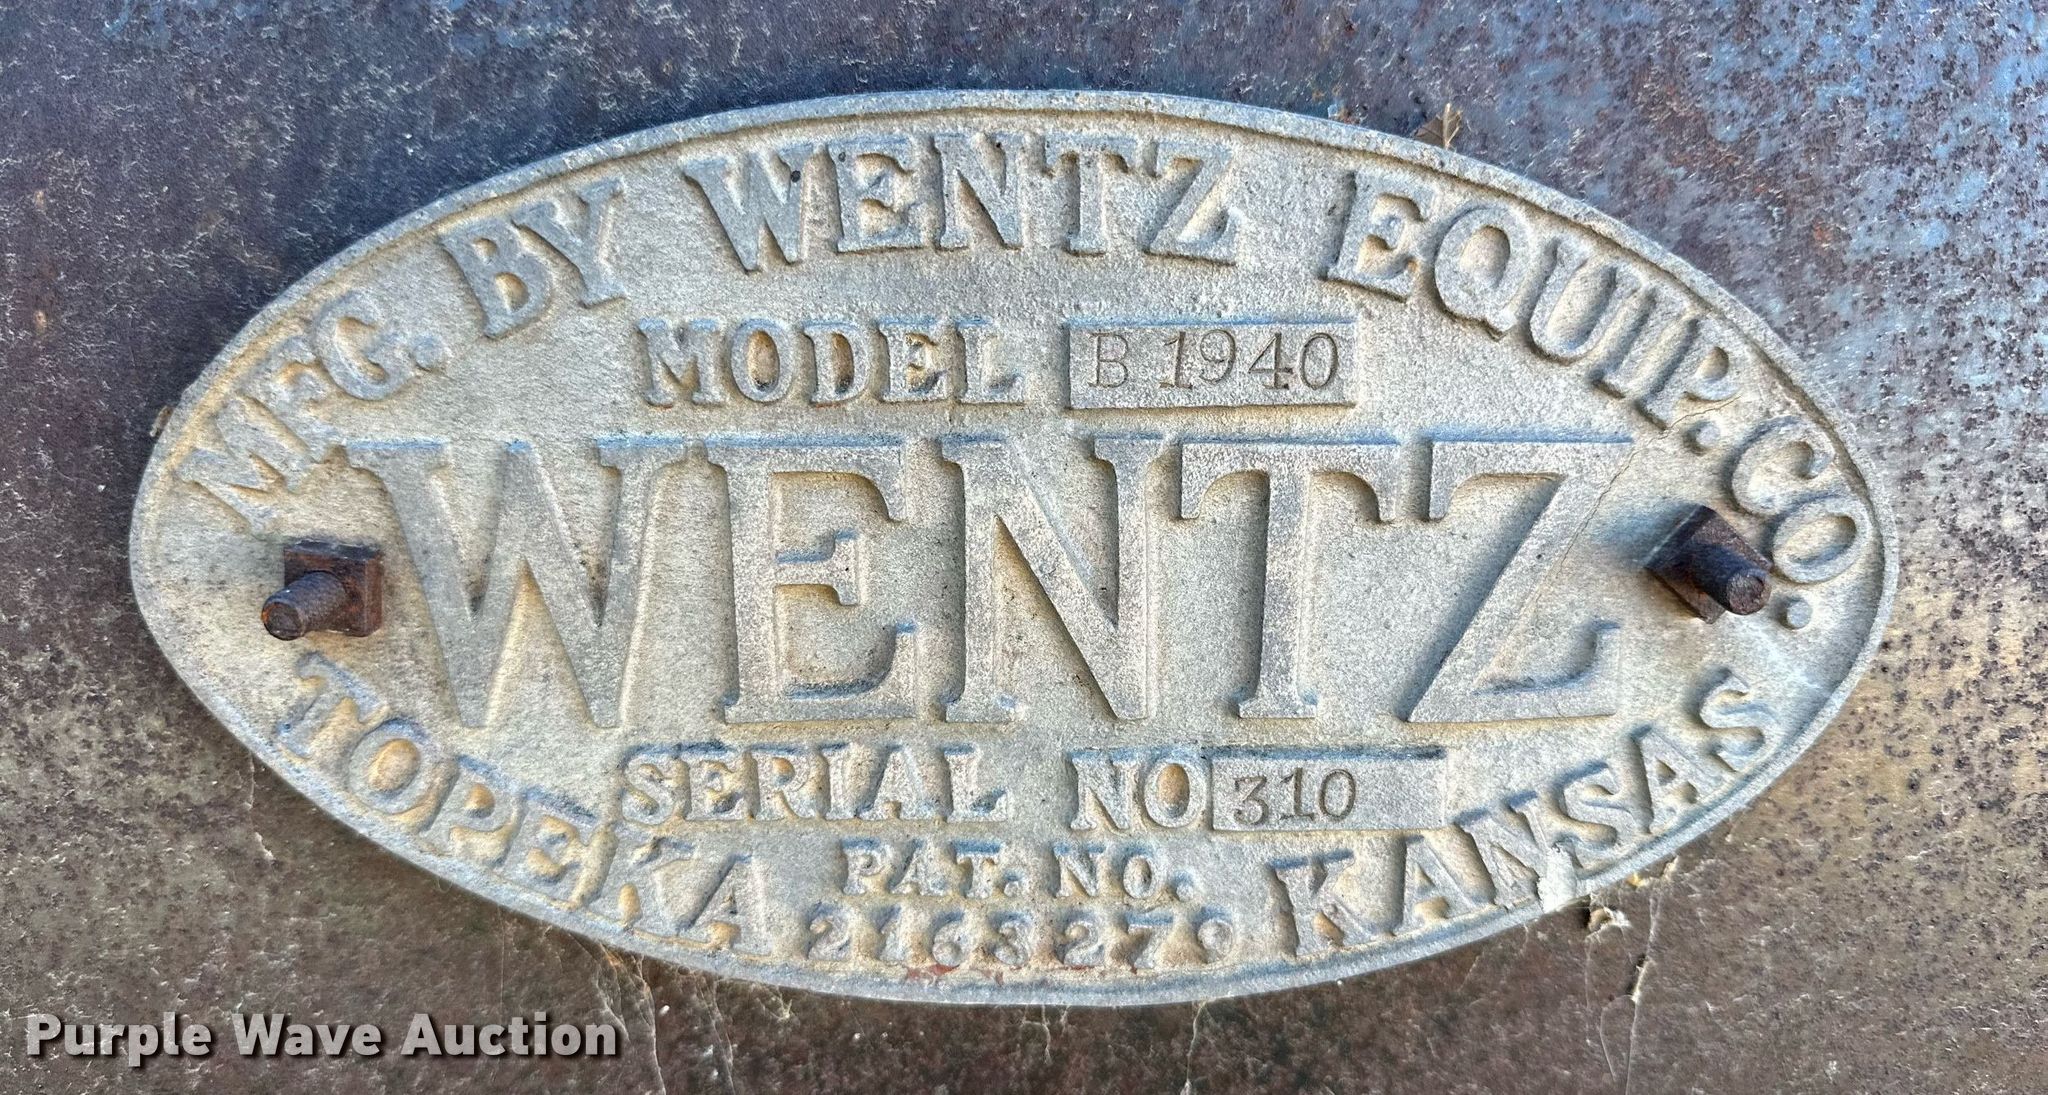 MFG. BY WENTZ EQUIP. CO.
MODEL B 1940
WENTZ
SERIAL NO 310
PAT. NO.
2163279
TOPEKA KANSAS
Purple Wave Auction